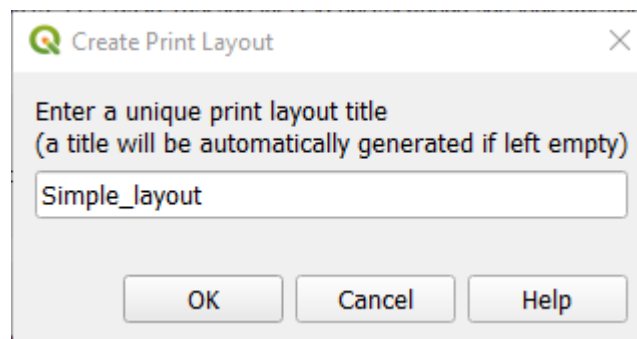 Create Print Layout
Enter a unique print layout title
(a title will be automatically generated if left empty)
Simple_layout
OK Cancel Help